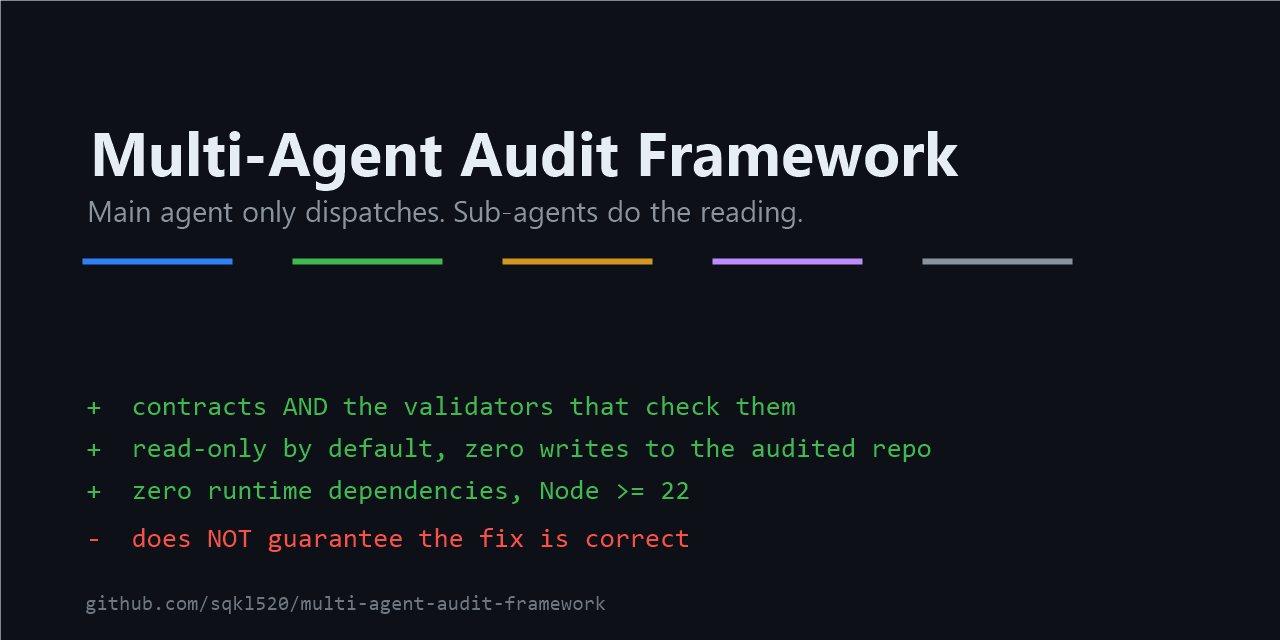 Multi-Agent Audit Framework
Main agent only dispatches. Sub-agents do the reading.
+ contracts AND the validators that check them
+ read-only by default, zero writes to the audited repo
+ zero runtime dependencies, Node >= 22
- does NOT guarantee the fix is correct
github.com/sqkl520/multi-agent-audit-framework